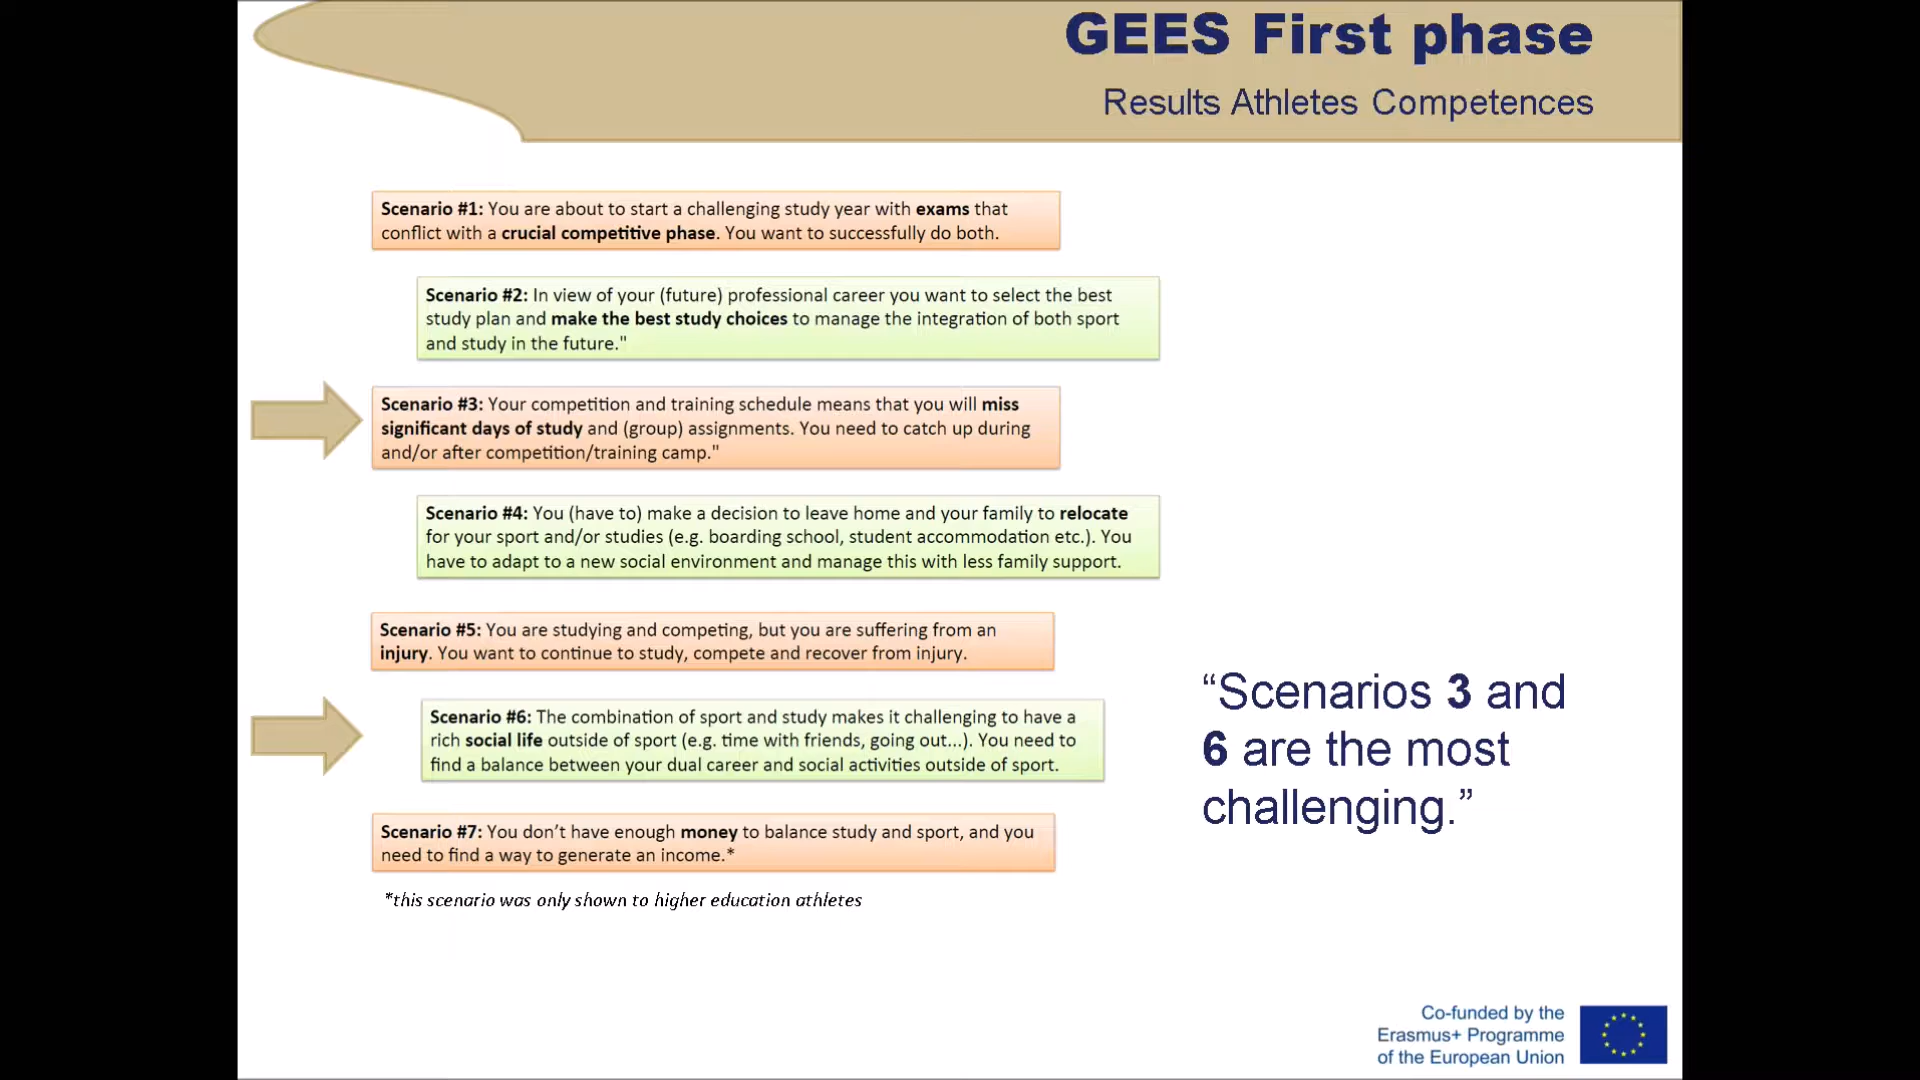 GEES First phase
Results Athletes Competences
Scenario #1: You are about to start a challenging study year with exams that
conflict with a crucial competitive phase. You want to successfully do both.
Scenario #2: In view of your (future) professional career you want to select the best
study plan and make the best study choices to manage the integration of both sport
and study in the future."
Scenario #3: Your competition and training schedule means that you will miss
significant days of study and (group) assignments. You need to catch up during
and/or after competition/training camp."
Scenario #4: You (have to) make a decision to leave home and your family to relocate
for your sport and/or studies (e.g. boarding school, student accommodation etc.). You
have to adapt to a new social environment and manage this with less family support.
Scenario #5: You are studying and competing, but you are suffering from an
injury. You want to continue to study, compete and recover from injury.
Scenario #6: The combination of sport and study makes it challenging to have a
rich social life outside of sport (e.g. time with friends, going out...). You need to
find a balance between your dual career and social activities outside of sport.
Scenario #7: You don’t have enough money to balance study and sport, and you
need to find a way to generate an income.*
*this scenario was only shown to higher education athletes
“Scenarios 3 and
6 are the most
challenging.”
Co-funded by the
Erasmus+ Programme
of the European Union